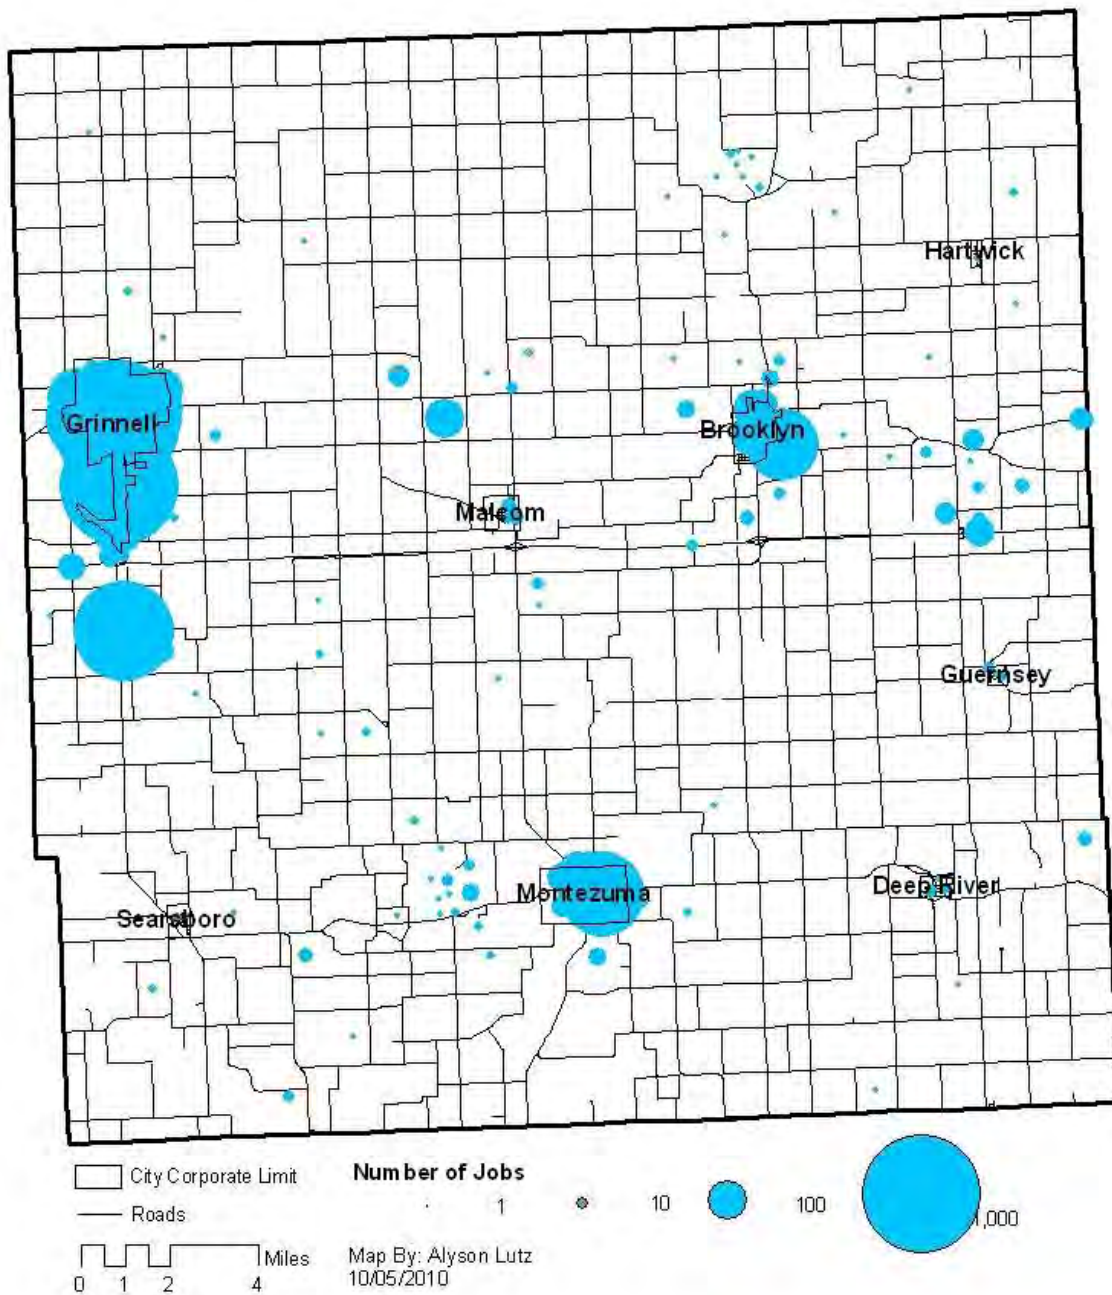 Hartwick
Grinnell
Brooklyn
Malcom
Guernsey
Montezuma
Deep River
Searsboro
City Corporate Limit
Roads
Number of Jobs
1 10 100 1,000
Miles
0 1 2 4
Map By: Alyson Lutz
10/05/2010